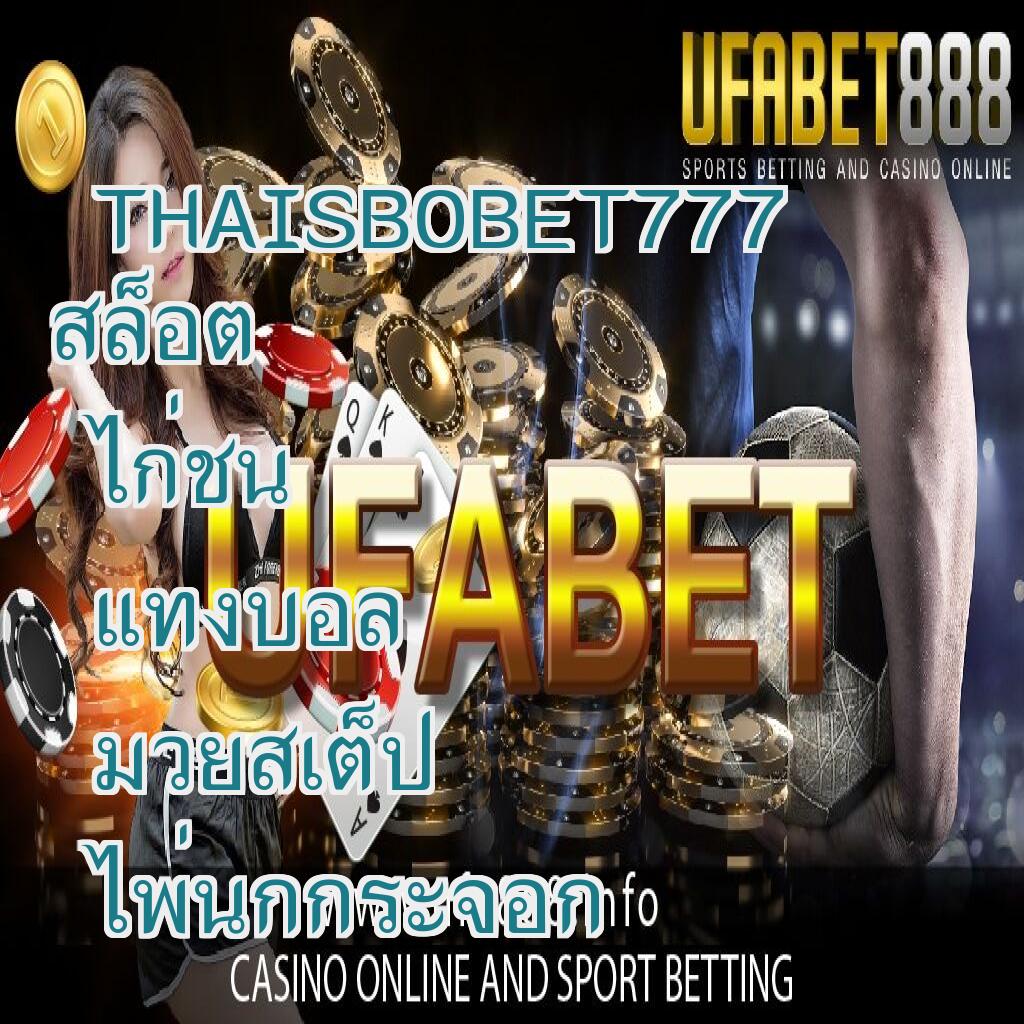 UFABET888
SPORTS BETTING AND CASINO ONLINE
THAISBOBET777
สล็อต
ไก่ชน
Q K
UFABET
แทงบอล
มวยสเต็ป
A
ไพ่นกกระจอก
CASINO ONLINE AND SPORT BETTING